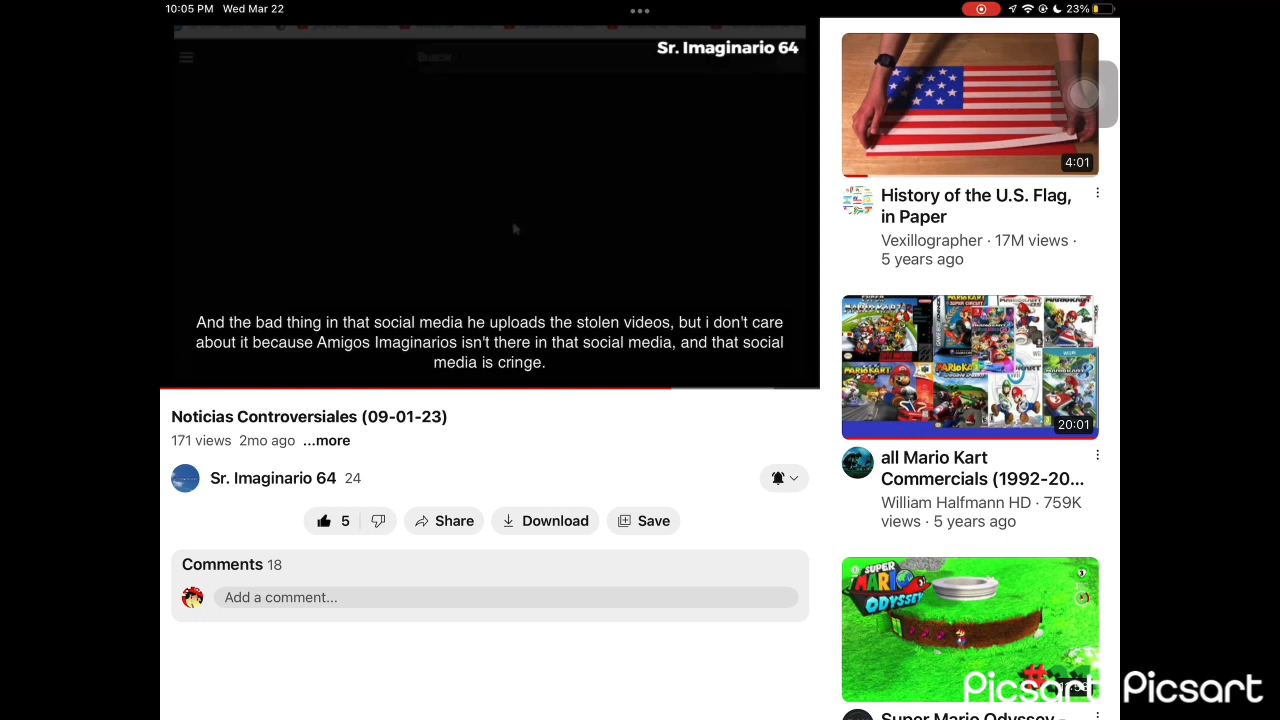 10:05 PM Wed Mar 22
23%
Sr. Imaginario 64
Buscar
And the bad thing in that social media he uploads the stolen videos, but i don't care
about it because Amigos Imaginarios isn't there in that social media, and that social
media is cringe.
Noticias Controversiales (09-01-23)
171 views 2mo ago ...more
Sr. Imaginario 64 24
5
Share
Download
Save
Comments 18
Add a comment...
4:01
History of the U.S. Flag,
in Paper
Vexillographer · 17M views ·
5 years ago
20:01
all Mario Kart
Commercials (1992-20...
William Halfmann HD · 759K
views · 5 years ago
SUPER
MARIO
ODYSSEY
Super Mario Odyssey -
Picsart Picsart